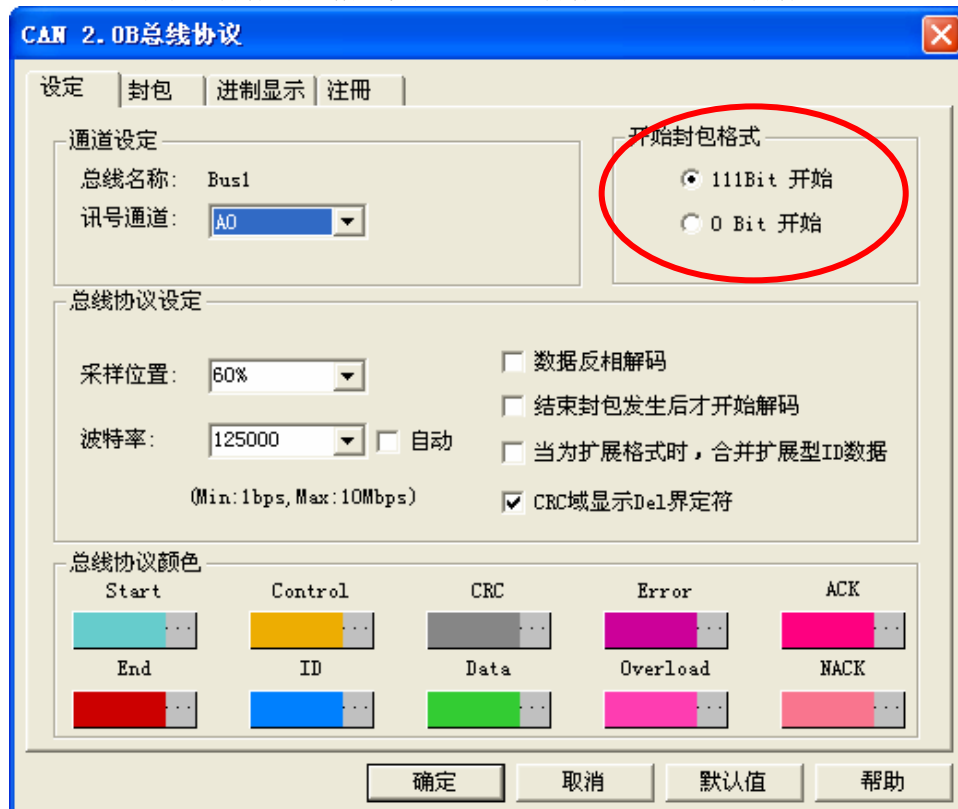 CAN 2.0B总线协议
设定 封包 进制显示 注册
通道设定
总线名称: Bus1
讯号通道: A0
开始封包格式
111Bit 开始
0 Bit 开始
总线协议设定
采样位置: 60%
波特率: 125000 自动
(Min:1bps,Max:10Mbps)
数据反相解码
结束封包发生后才开始解码
当为扩展格式时，合并扩展型ID数据
CRC域显示Del界定符
总线协议颜色
Start Control CRC Error ACK
... ... ... ... ...
End ID Data Overload NACK
... ... ... ... ...
确定 取消 默认值 帮助